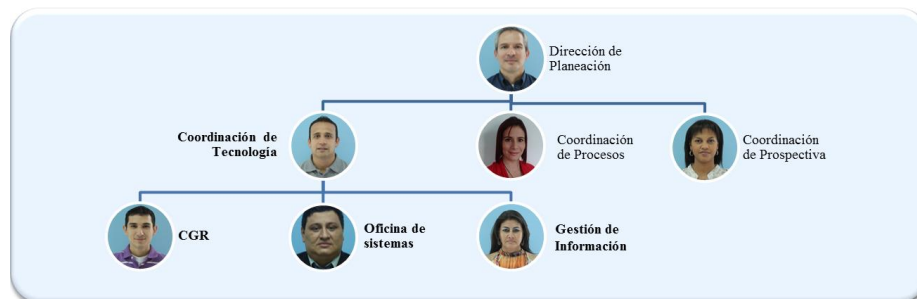 Dirección de
Planeación
Coordinación de
Tecnología
Coordinación
de Procesos
Coordinación
de Prospectiva
CGR
Oficina de
sistemas
Gestión de
Información